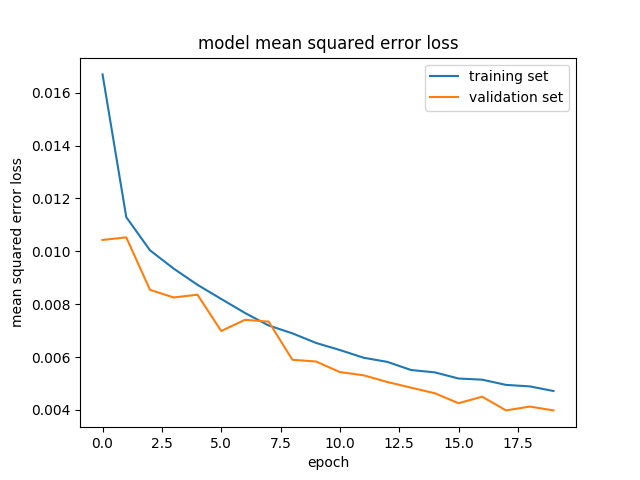 model mean squared error loss
training set
validation set
0.016
0.014
0.012
0.010
0.008
0.006
0.004
mean squared error loss
0.0 2.5 5.0 7.5 10.0 12.5 15.0 17.5
epoch